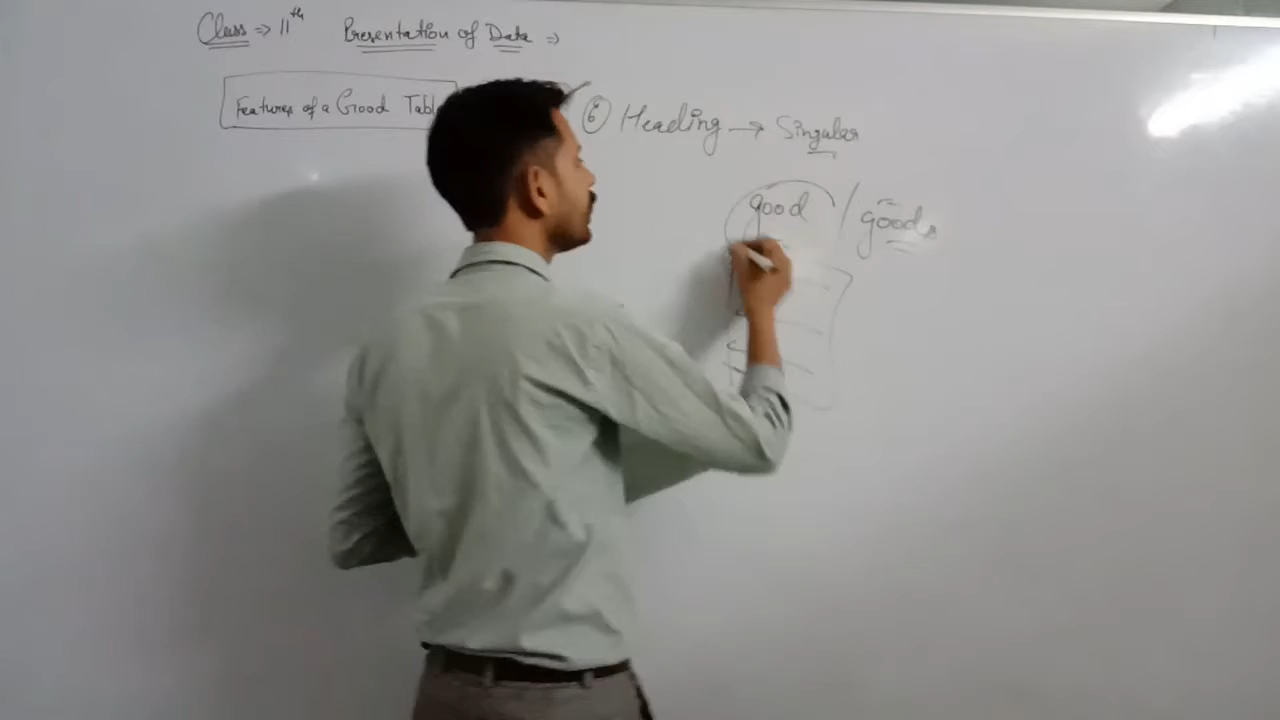 Class => 11th Presentation of Data =>
Features of a Good Tabl
6 Heading → Singular
good / goods